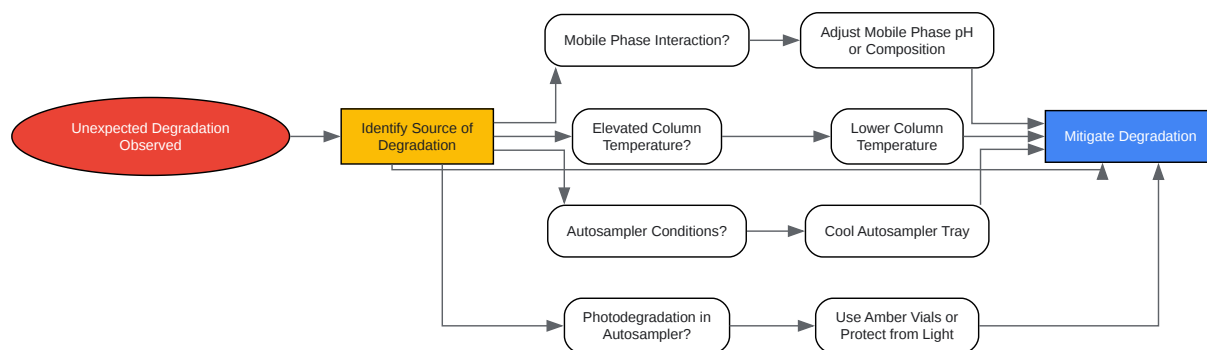 Mobile Phase Interaction?
Adjust Mobile Phase pH
or Composition
Unexpected Degradation
Observed
Identify Source of
Degradation
Elevated Column
Temperature?
Lower Column
Temperature
Mitigate Degradation
Autosampler Conditions?
Cool Autosampler Tray
Photodegradation in
Autosampler?
Use Amber Vials or
Protect from Light